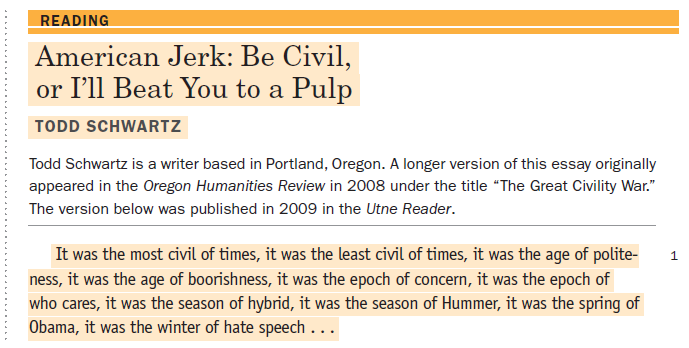 READING
American Jerk: Be Civil,
or I'll Beat You to a Pulp
TODD SCHWARTZ
Todd Schwartz is a writer based in Portland, Oregon. A longer version of this essay originally
appeared in the Oregon Humanities Review in 2008 under the title “The Great Civility War.”
The version below was published in 2009 in the Utne Reader.
It was the most civil of times, it was the least civil of times, it was the age of polite- 1
ness, it was the age of boorishness, it was the epoch of concern, it was the epoch of
who cares, it was the season of hybrid, it was the season of Hummer, it was the spring of
Obama, it was the winter of hate speech . . .